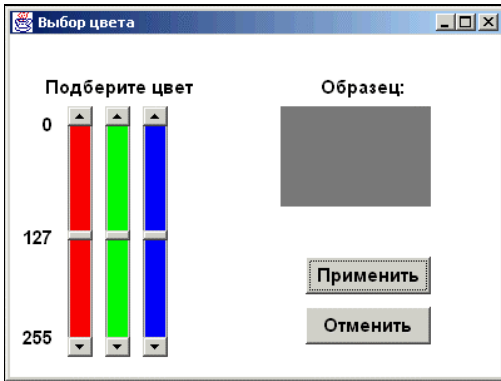 Выбор цвета
Подберите цвет
Образец:
0
127
255
Применить
Отменить